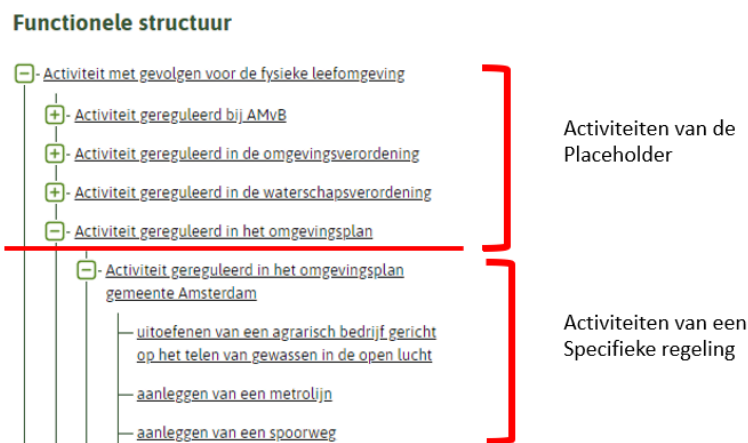 Functionele structuur
Activiteit met gevolgen voor de fysieke leefomgeving
Activiteit gereguleerd bij AMvB
Activiteit gereguleerd in de omgevingsverordening
Activiteit gereguleerd in de waterschapsverordening
Activiteit gereguleerd in het omgevingsplan
Activiteiten van de
Placeholder
Activiteit gereguleerd in het omgevingsplan
gemeente Amsterdam
uitoefenen van een agrarisch bedrijf gericht
op het telen van gewassen in de open lucht
aanleggen van een metrolijn
aanleggen van een spoorweg
Activiteiten van een
Specifieke regeling